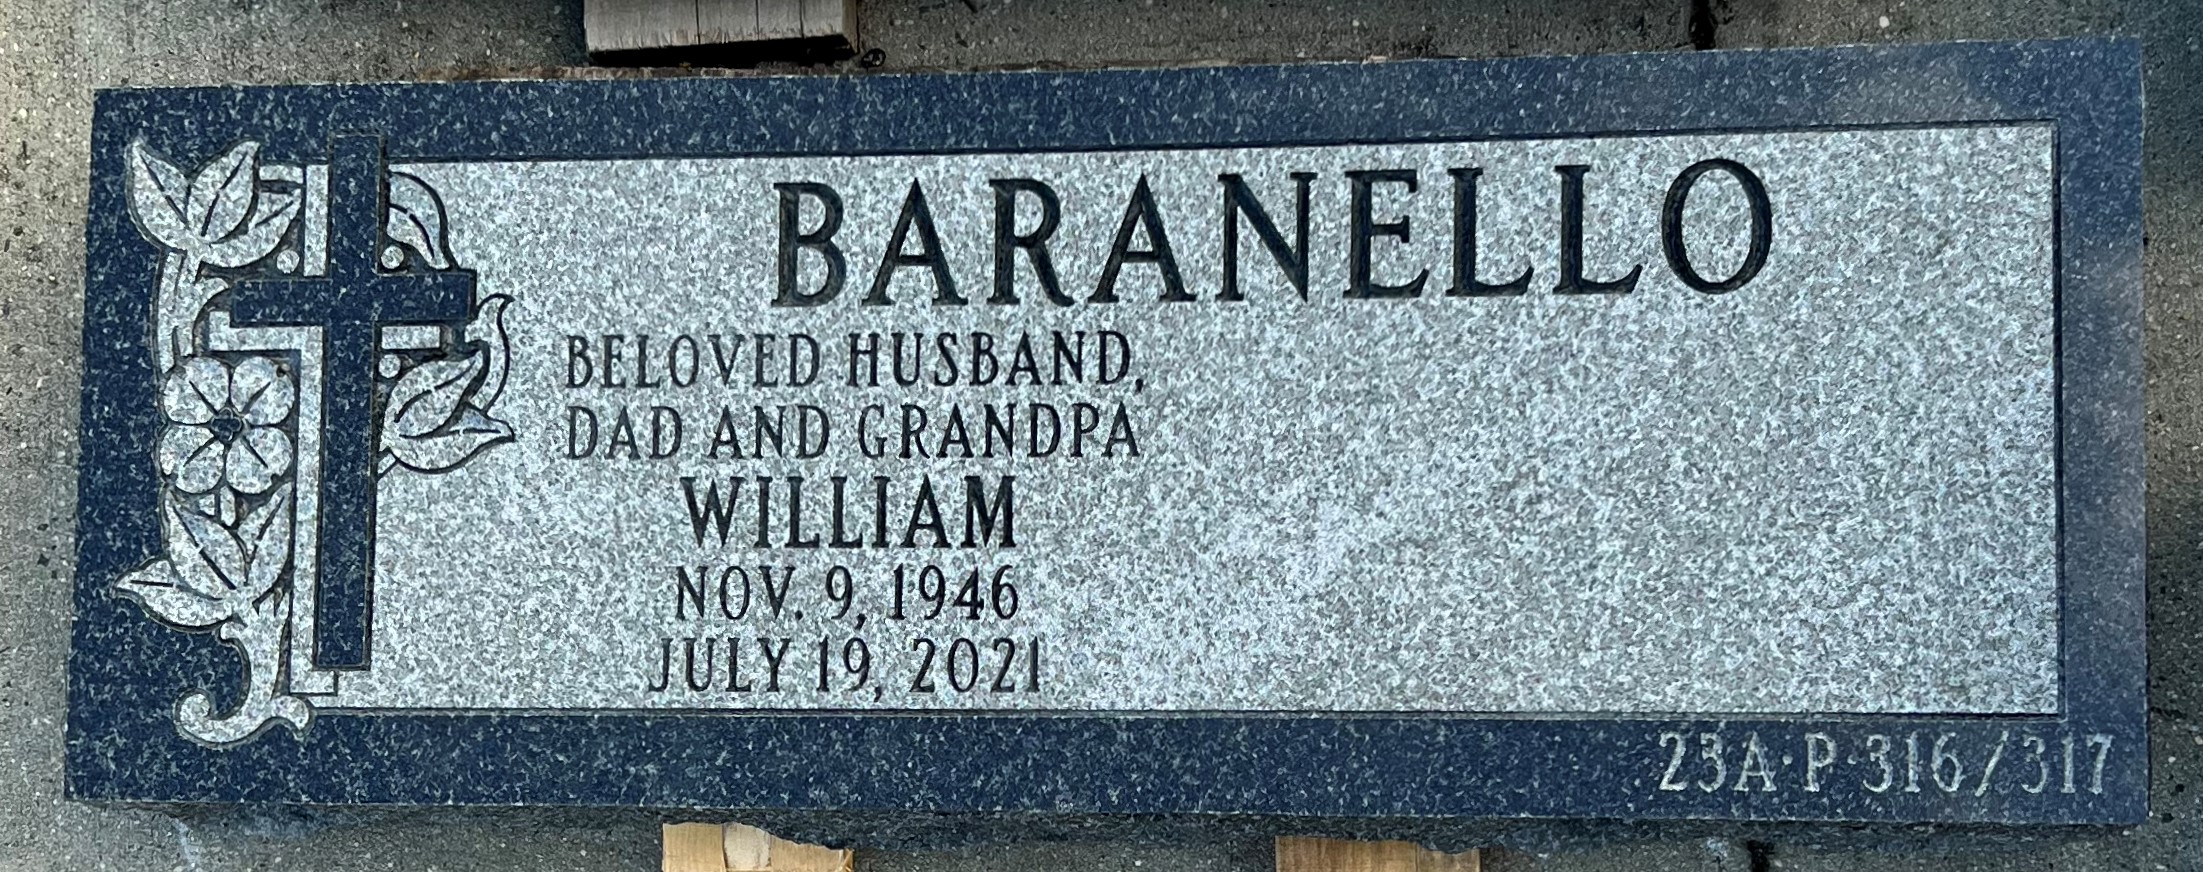 BARANELLO
BELOVED HUSBAND,
DAD AND GRANDPA
WILLIAM
NOV. 9, 1946
JULY 19, 2021
23A·P·316/317